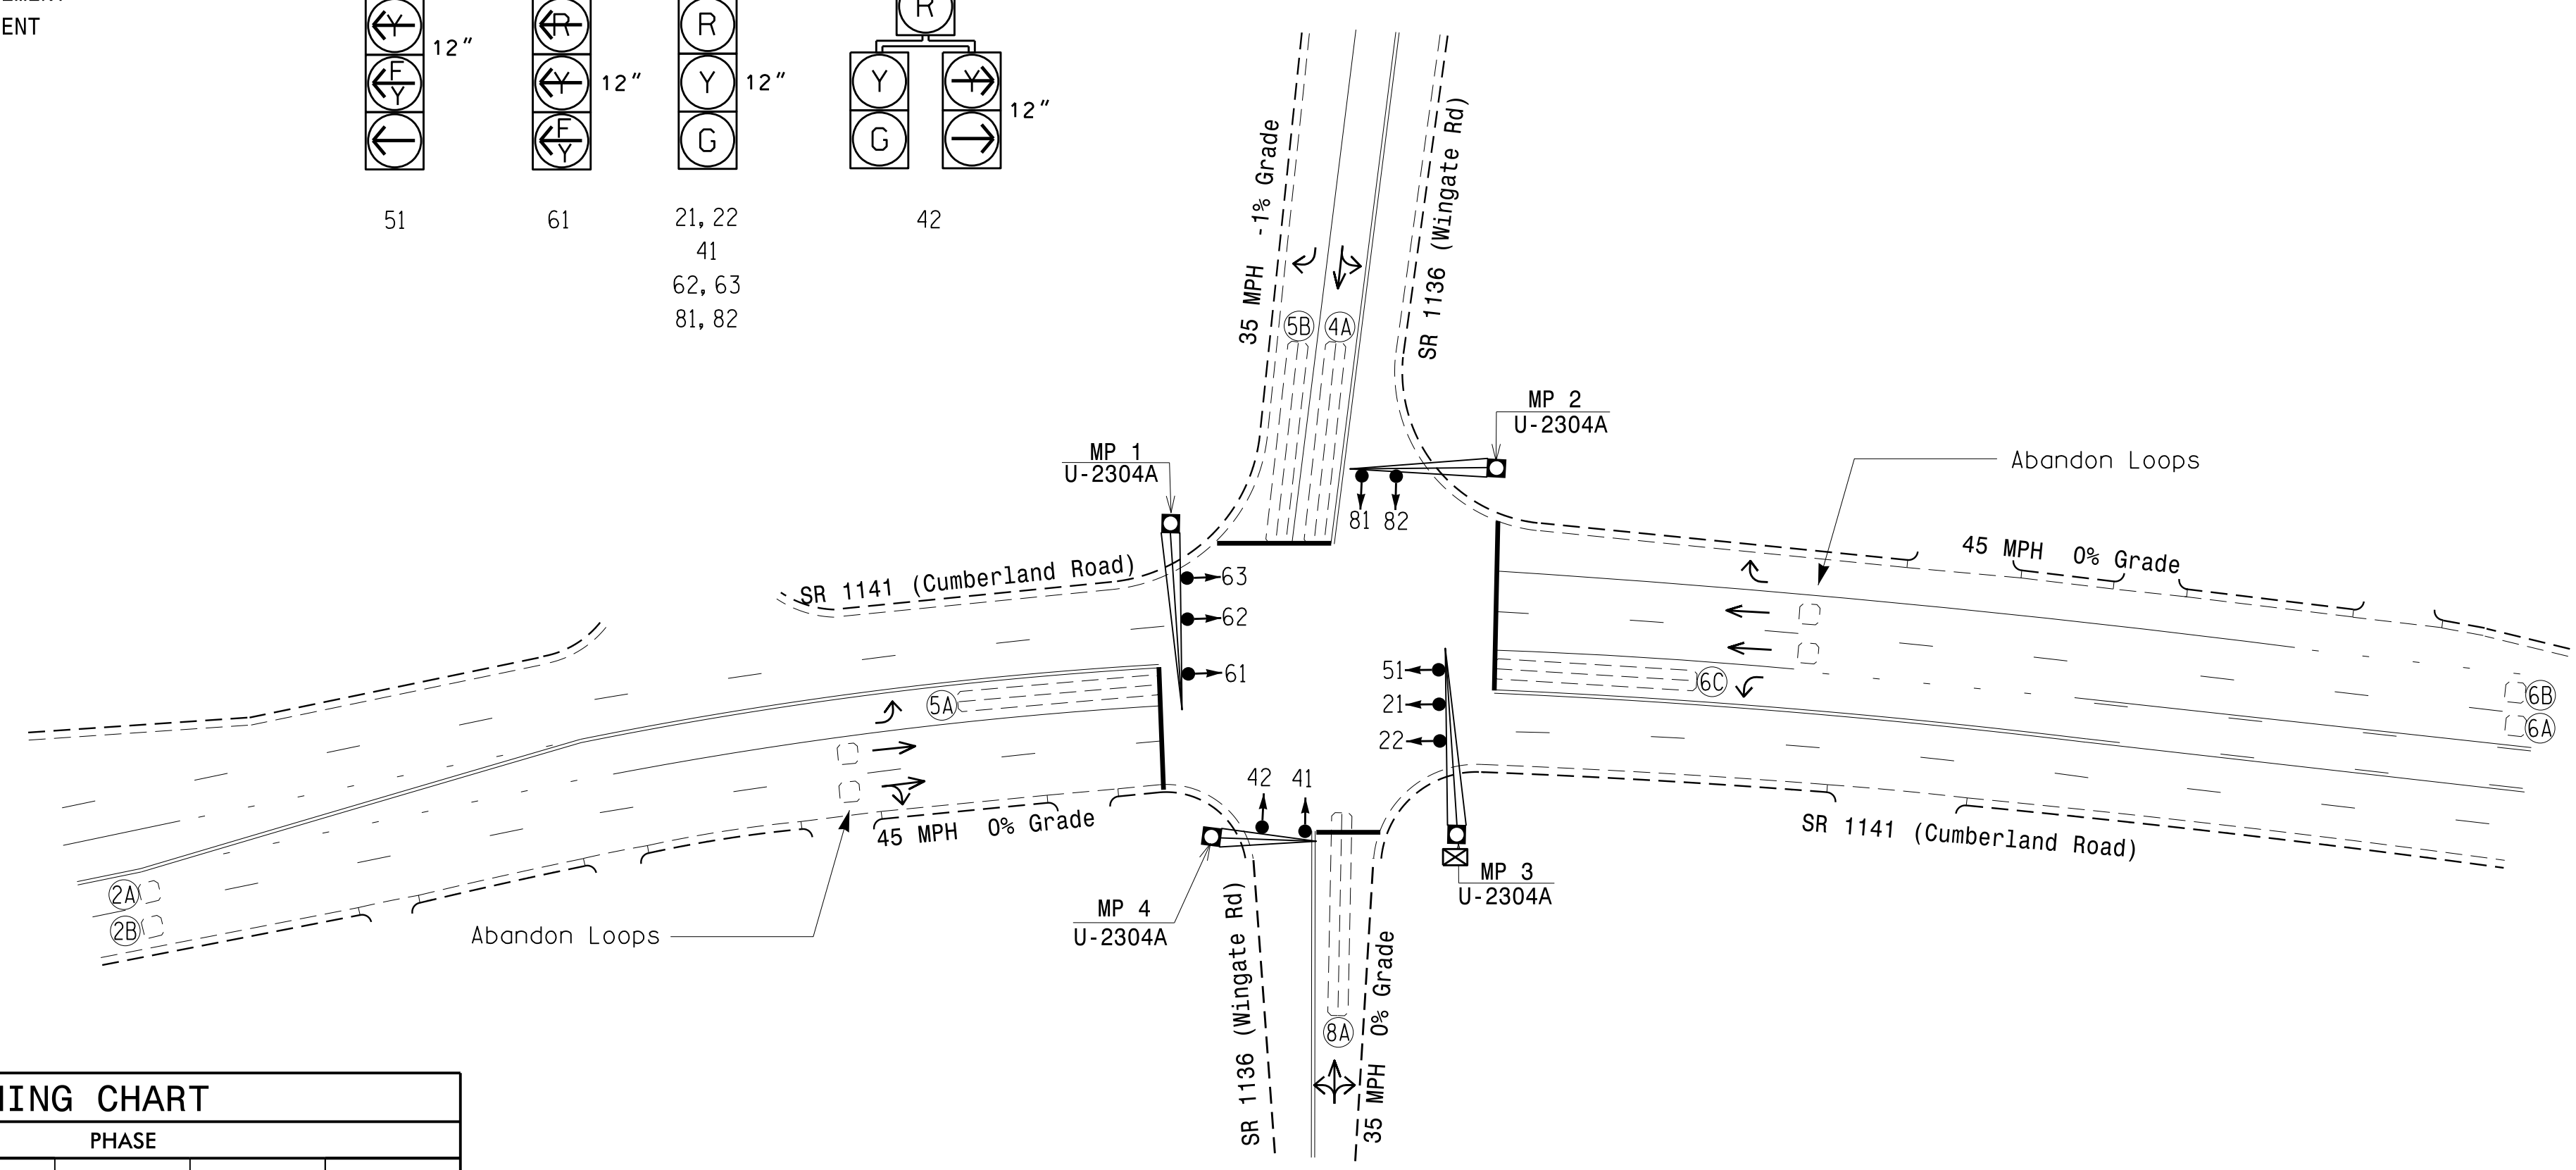 EMENT
ENT
Y
F
Y
12"
R
Y
F
Y
12"
R
Y
G
12"
R
Y
G
Y
12"
51
61
21, 22
41
62, 63
81, 82
42
35 MPH -1% Grade
SR 1136 (Wingate Rd)
5B
4A
MP 1
U-2304A
MP 2
U-2304A
Abandon Loops
81
82
SR 1141 (Cumberland Road)
45 MPH 0% Grade
63
62
61
51
21
22
5A
6C
6B
6A
42
41
45 MPH 0% Grade
SR 1141 (Cumberland Road)
2A
2B
Abandon Loops
MP 4
U-2304A
MP 3
U-2304A
SR 1136 (Wingate Rd)
8A
35 MPH 0% Grade
ING CHART
PHASE